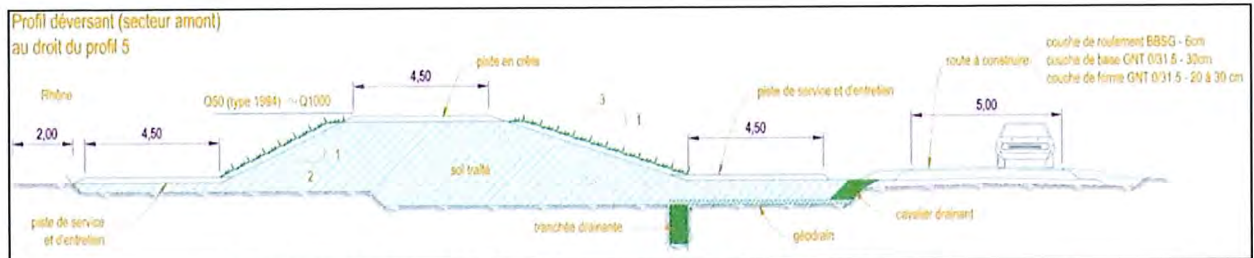 Profil déversant (secteur amont)
au droit du profil 5
Rhône
Q50 (type 1984) ~ Q1000
4,50
piste en crête
3
1
piste de service et d'entretien
route à construire
couche de roulement BBSG - 6cm
couche de base GNT 0/31.5 - 30cm
couche de forme GNT 0/31.5 - 20 à 30 cm
2,00
4,50
4,50
5,00
1
2
sol traité
piste de service
et d'entretien
tranchée drainante
géodrain
cavalier drainant